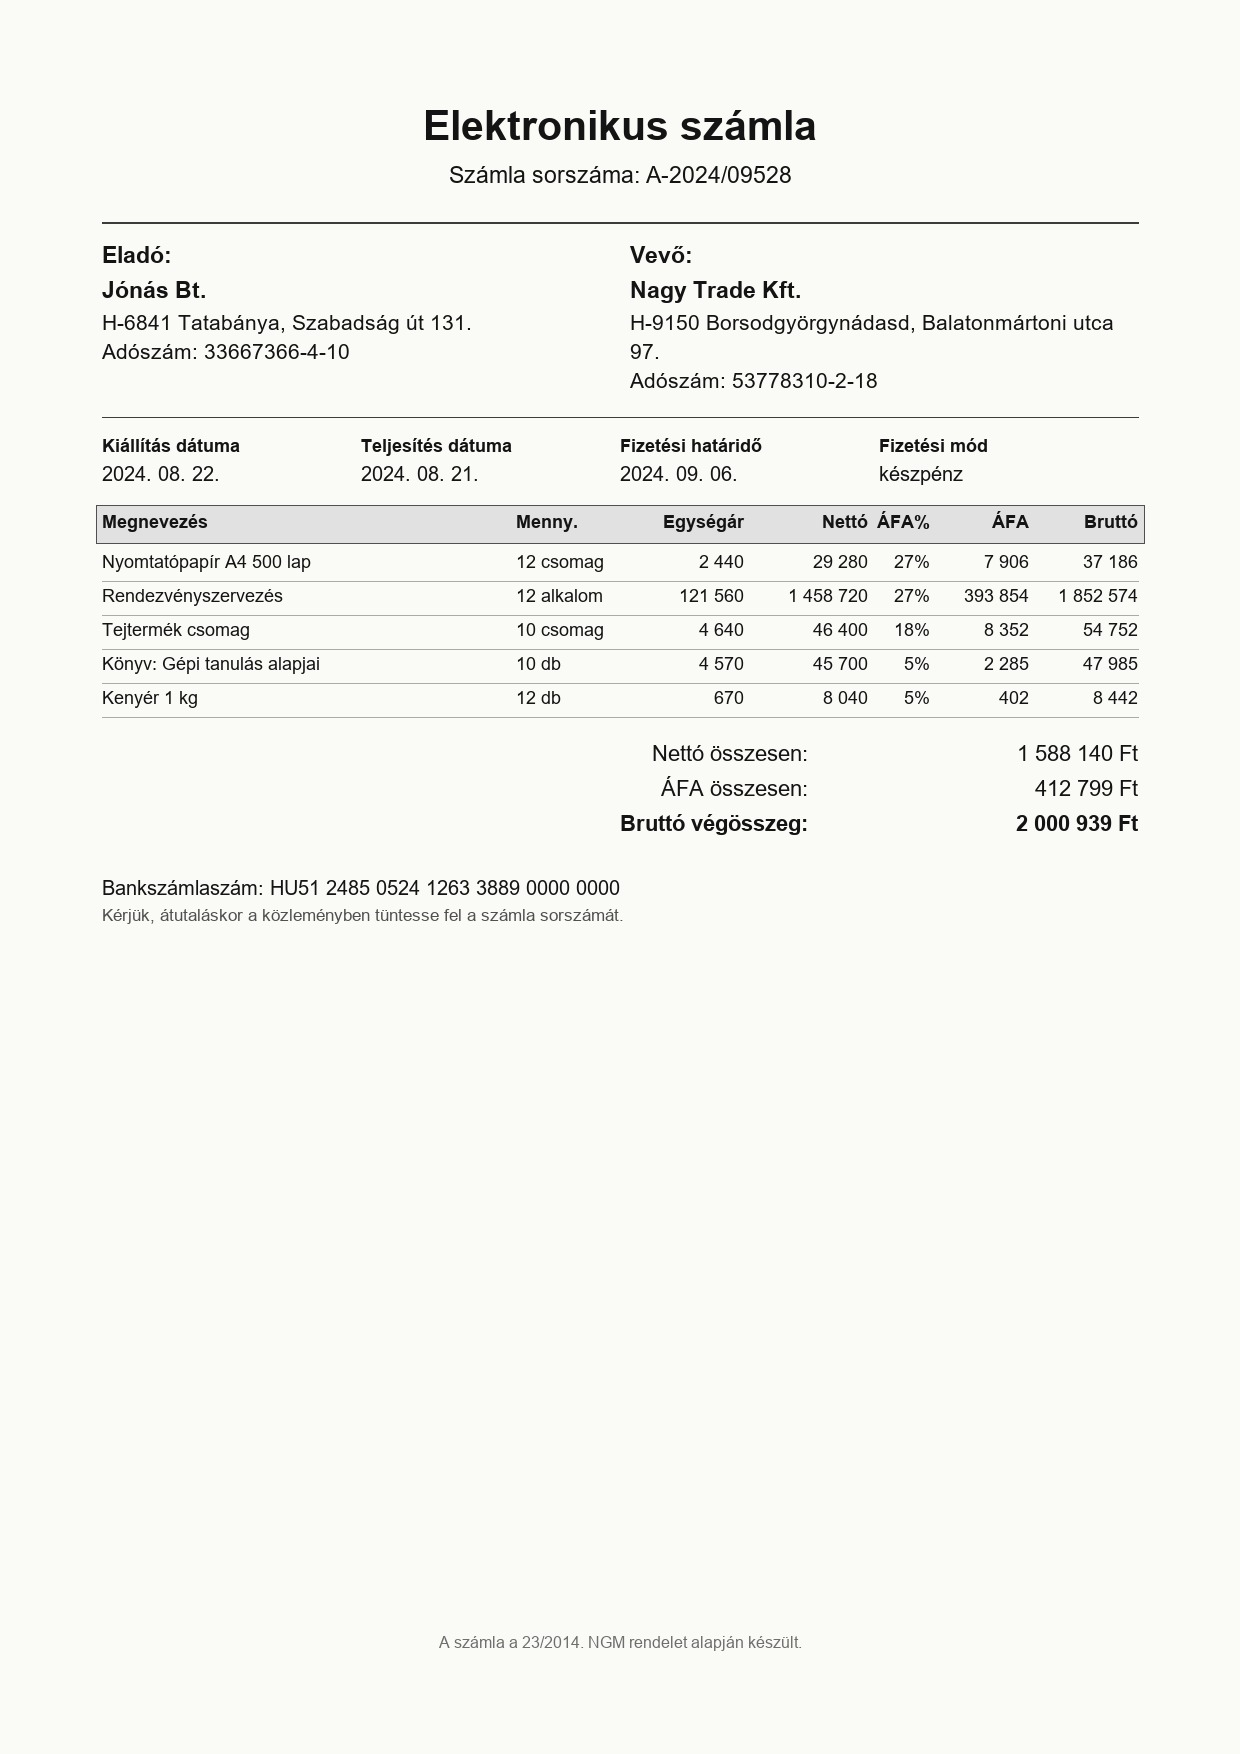 Elektronikus számla
Számla sorszáma: A-2024/09528
Eladó:
Jónás Bt.
H-6841 Tatabánya, Szabadság út 131.
Adószám: 33667366-4-10
Vevő:
Nagy Trade Kft.
H-9150 Borsodgyörgynádasd, Balatonmártoni utca
97.
Adószám: 53778310-2-18
Kiállítás dátuma Teljesítés dátuma Fizetési határidő Fizetési mód
2024. 08. 22. 2024. 08. 21. 2024. 09. 06. készpénz
Megnevezés Menny. Egységár Nettó ÁFA% ÁFA Bruttó
Nyomtatópapír A4 500 lap 12 csomag 2 440 29 280 27% 7 906 37 186
Rendezvényszervezés 12 alkalom 121 560 1 458 720 27% 393 854 1 852 574
Tejtermék csomag 10 csomag 4 640 46 400 18% 8 352 54 752
Könyv: Gépi tanulás alapjai 10 db 4 570 45 700 5% 2 285 47 985
Kenyér 1 kg 12 db 670 8 040 5% 402 8 442
Nettó összesen: 1 588 140 Ft
ÁFA összesen: 412 799 Ft
Bruttó végösszeg: 2 000 939 Ft
Bankszámlaszám: HU51 2485 0524 1263 3889 0000 0000
Kérjük, átutaláskor a közleményben tüntesse fel a számla sorszámát.
A számla a 23/2014. NGM rendelet alapján készült.